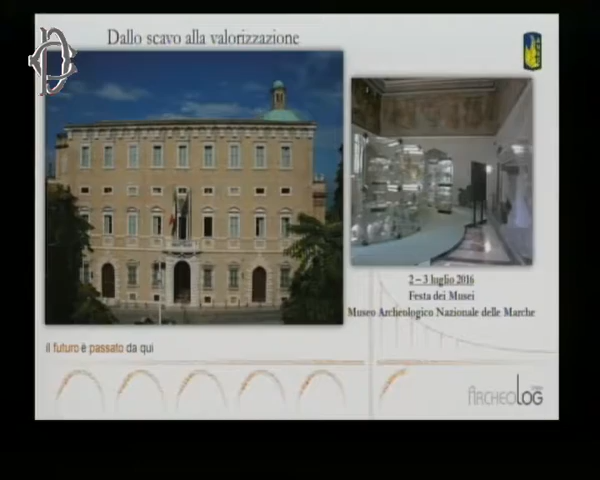 Dallo scavo alla valorizzazione
2 – 3 luglio 2016
Festa dei Musei
Museo Archeologico Nazionale delle Marche
il futuro è passato da qui
ARCHEOLOG